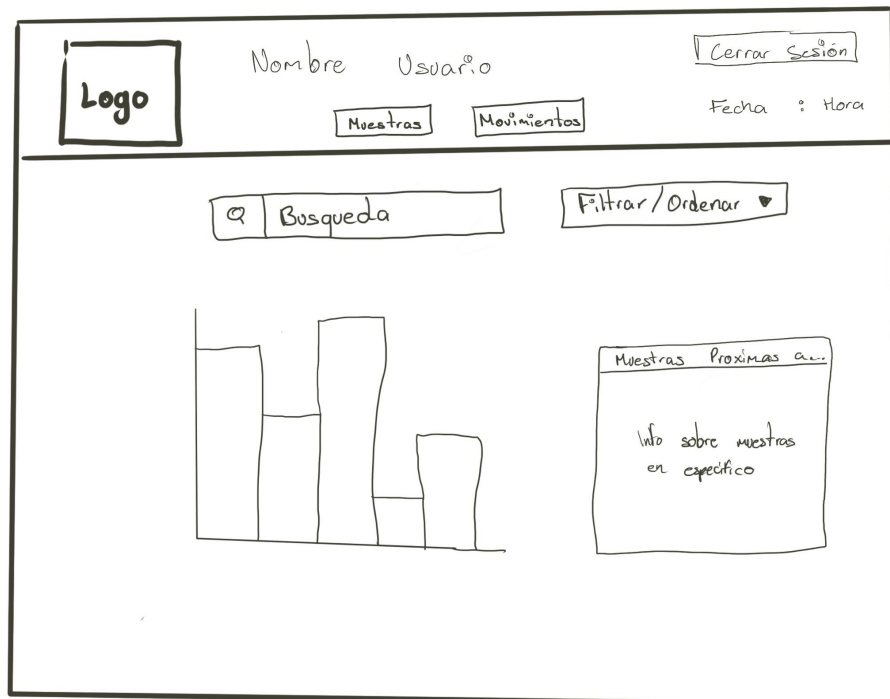 Logo
Nombre Usuario
Cerrar Sesión
Muestras
Movimientos
Fecha : Hora
Busqueda
Filtrar/Ordenar
Muestras Proximas a...
Info sobre muestras
en específico